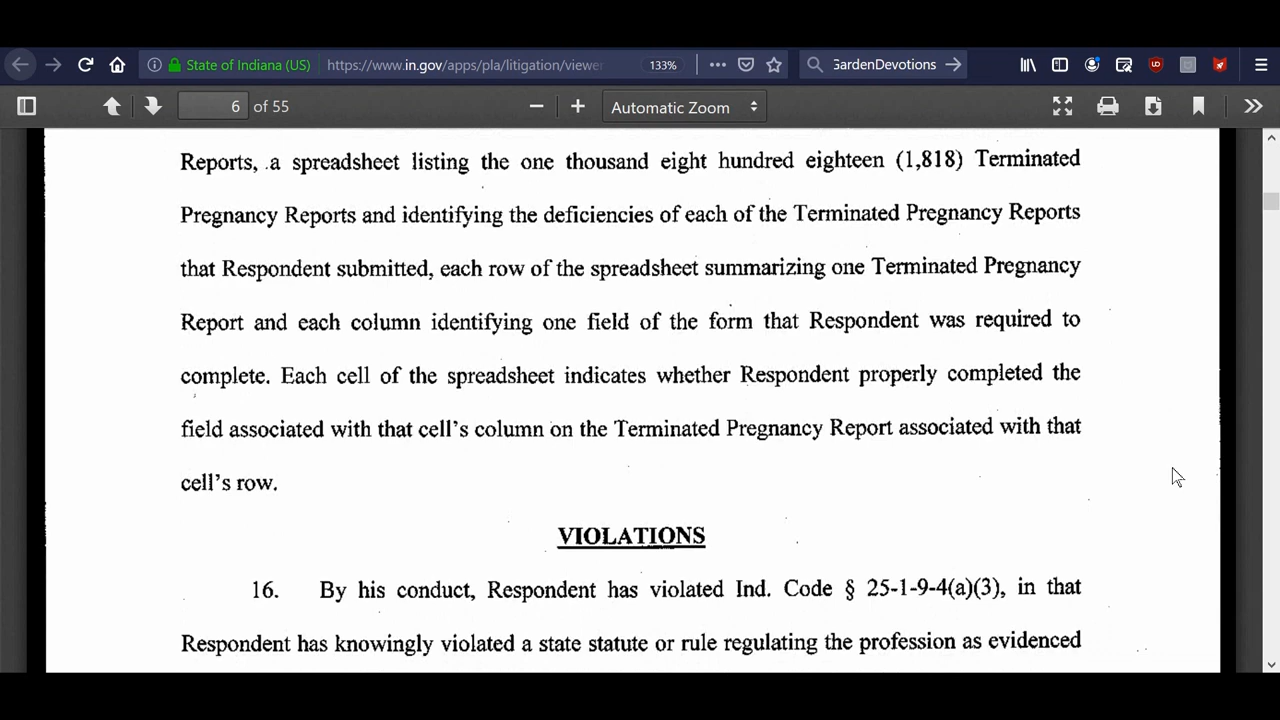 State of Indiana (US) https://www.in.gov/apps/pla/litigation/viewer 133% GardenDevotions
6 of 55 Automatic Zoom
Reports, a spreadsheet listing the one thousand eight hundred eighteen (1,818) Terminated
Pregnancy Reports and identifying the deficiencies of each of the Terminated Pregnancy Reports
that Respondent submitted, each row of the spreadsheet summarizing one Terminated Pregnancy
Report and each column identifying one field of the form that Respondent was required to
complete. Each cell of the spreadsheet indicates whether Respondent properly completed the
field associated with that cell's column on the Terminated Pregnancy Report associated with that
cell's row.
VIOLATIONS
16. By his conduct, Respondent has violated Ind. Code § 25-1-9-4(a)(3), in that
Respondent has knowingly violated a state statute or rule regulating the profession as evidenced